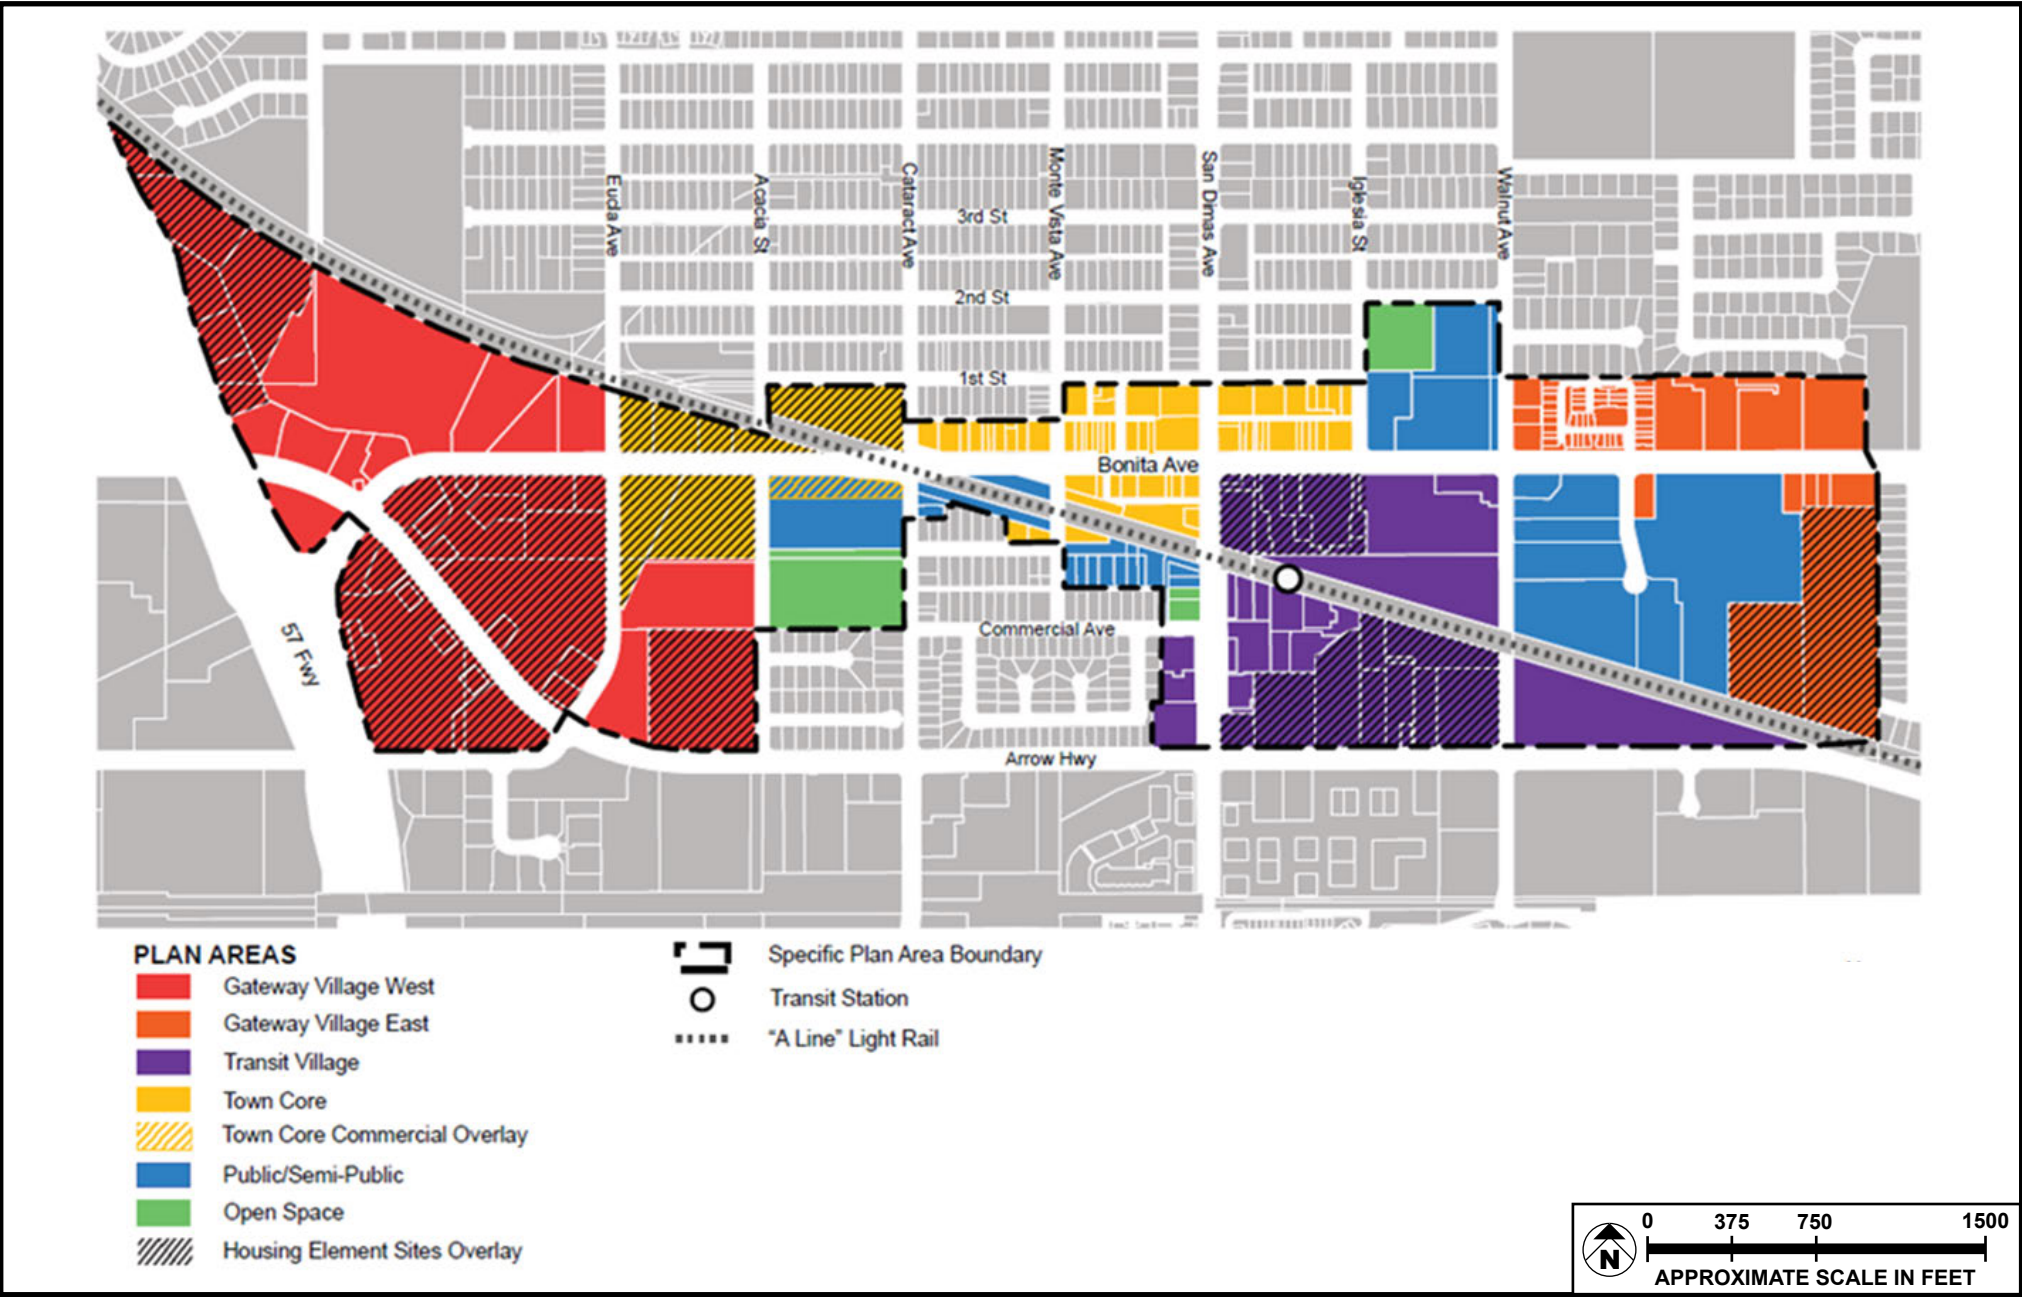 Euclid Ave
Acacia St
Cataract Ave
Monte Vista Ave
San Dimas Ave
Iglesia St
Walnut Ave
3rd St
2nd St
1st St
Bonita Ave
Commercial Ave
57 Fwy
Arrow Hwy
PLAN AREAS
Gateway Village West
Gateway Village East
Transit Village
Town Core
Town Core Commercial Overlay
Public/Semi-Public
Open Space
Housing Element Sites Overlay
Specific Plan Area Boundary
Transit Station
"A Line" Light Rail
N
0 375 750 1500
APPROXIMATE SCALE IN FEET